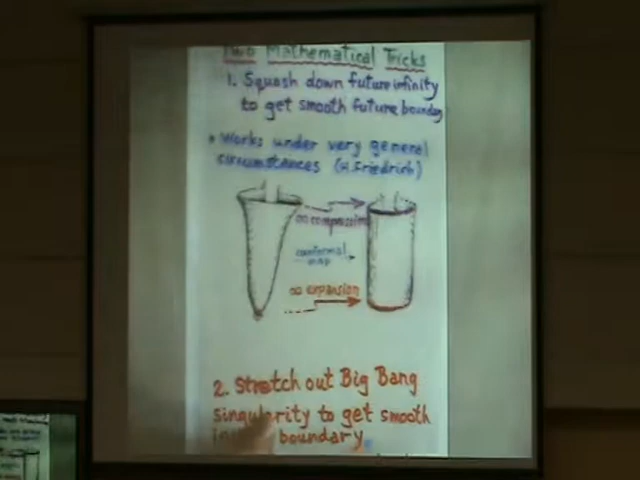 Two Mathematical Tricks
1. Squash down future infinity
to get smooth future boundary
• Works under very general
circumstances (H. Friedrich)
∞ compression
conformal
map
∞ expansion
2. Stretch out Big Bang
singularity to get smooth
boundary